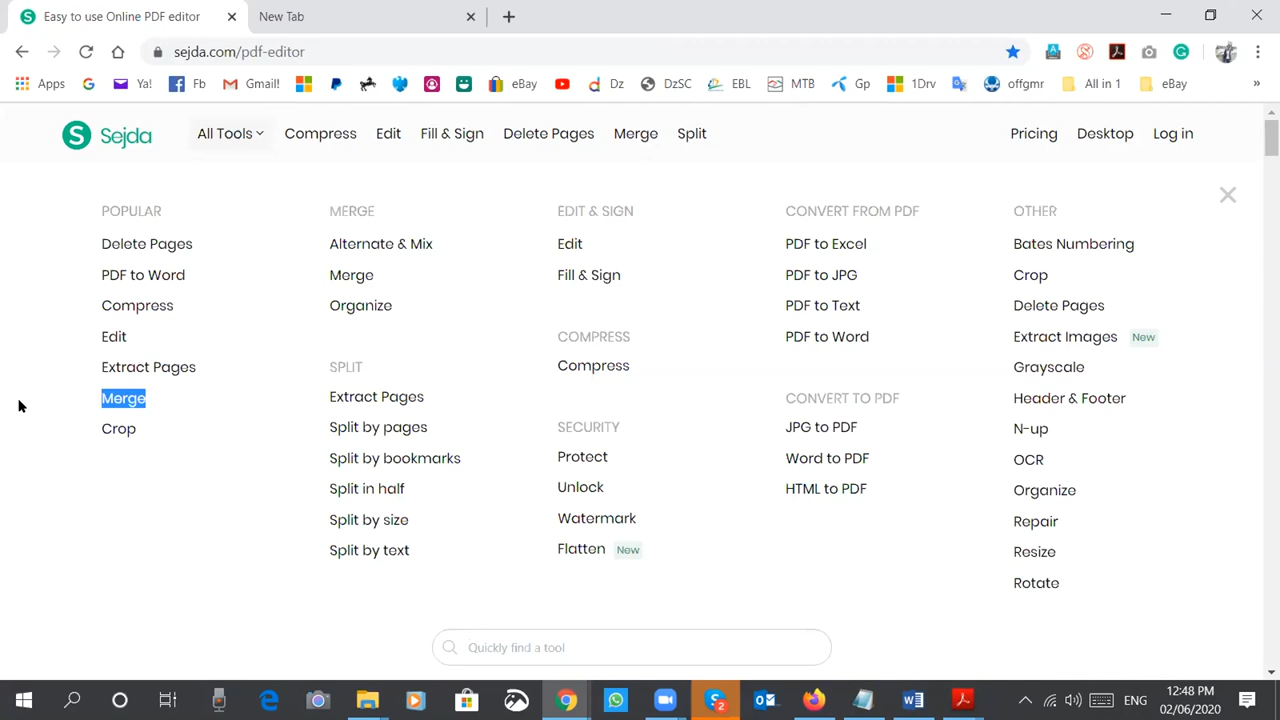 Easy to use Online PDF editor
New Tab
sejda.com/pdf-editor
Apps
Ya!
Fb
Gmail!
eBay
Dz
DzSC
EBL
MTB
Gp
1Drv
offgmr
All in 1
eBay
Sejda
All Tools
Compress
Edit
Fill & Sign
Delete Pages
Merge
Split
Pricing
Desktop
Log in
POPULAR
Delete Pages
PDF to Word
Compress
Edit
Extract Pages
Merge
Crop
MERGE
Alternate & Mix
Merge
Organize
SPLIT
Extract Pages
Split by pages
Split by bookmarks
Split in half
Split by size
Split by text
EDIT & SIGN
Edit
Fill & Sign
COMPRESS
Compress
SECURITY
Protect
Unlock
Watermark
Flatten New
CONVERT FROM PDF
PDF to Excel
PDF to JPG
PDF to Text
PDF to Word
CONVERT TO PDF
JPG to PDF
Word to PDF
HTML to PDF
OTHER
Bates Numbering
Crop
Delete Pages
Extract Images New
Grayscale
Header & Footer
N-up
OCR
Organize
Repair
Resize
Rotate
Quickly find a tool
2
ENG
12:48 PM
02/06/2020